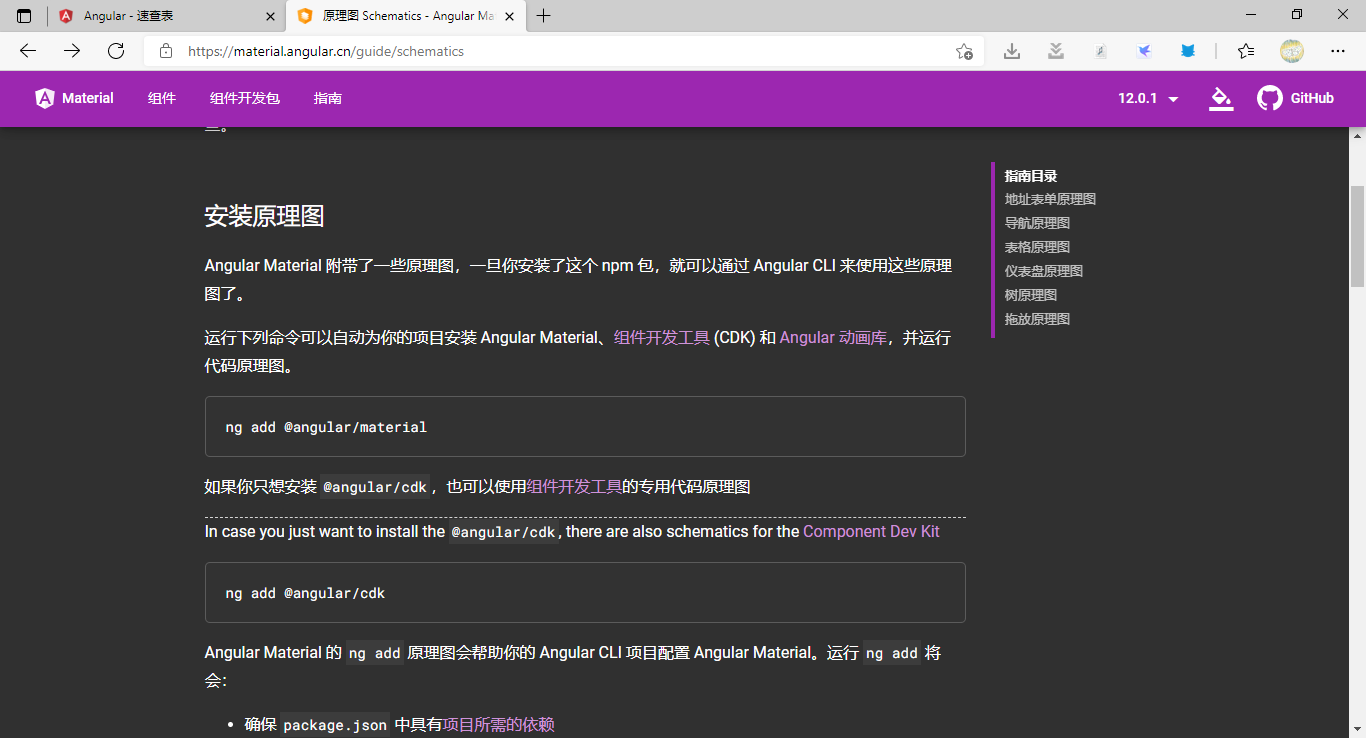 Angular - 速查表
原理图 Schematics - Angular Ma
https://material.angular.cn/guide/schematics
Material 组件 组件开发包 指南 12.0.1 GitHub
安装原理图
Angular Material 附带了一些原理图，一旦你安装了这个 npm 包，就可以通过 Angular CLI 来使用这些原理
图了。
运行下列命令可以自动为你的项目安装 Angular Material、组件开发工具 (CDK) 和 Angular 动画库，并运行
代码原理图。
ng add @angular/material
如果你只想安装 @angular/cdk，也可以使用组件开发工具的专用代码原理图
In case you just want to install the @angular/cdk, there are also schematics for the Component Dev Kit
ng add @angular/cdk
Angular Material 的 ng add 原理图会帮助你的 Angular CLI 项目配置 Angular Material。运行 ng add 将
会：
• 确保 package.json 中具有项目所需的依赖
指南目录
地址表单原理图
导航原理图
表格原理图
仪表盘原理图
树原理图
拖放原理图